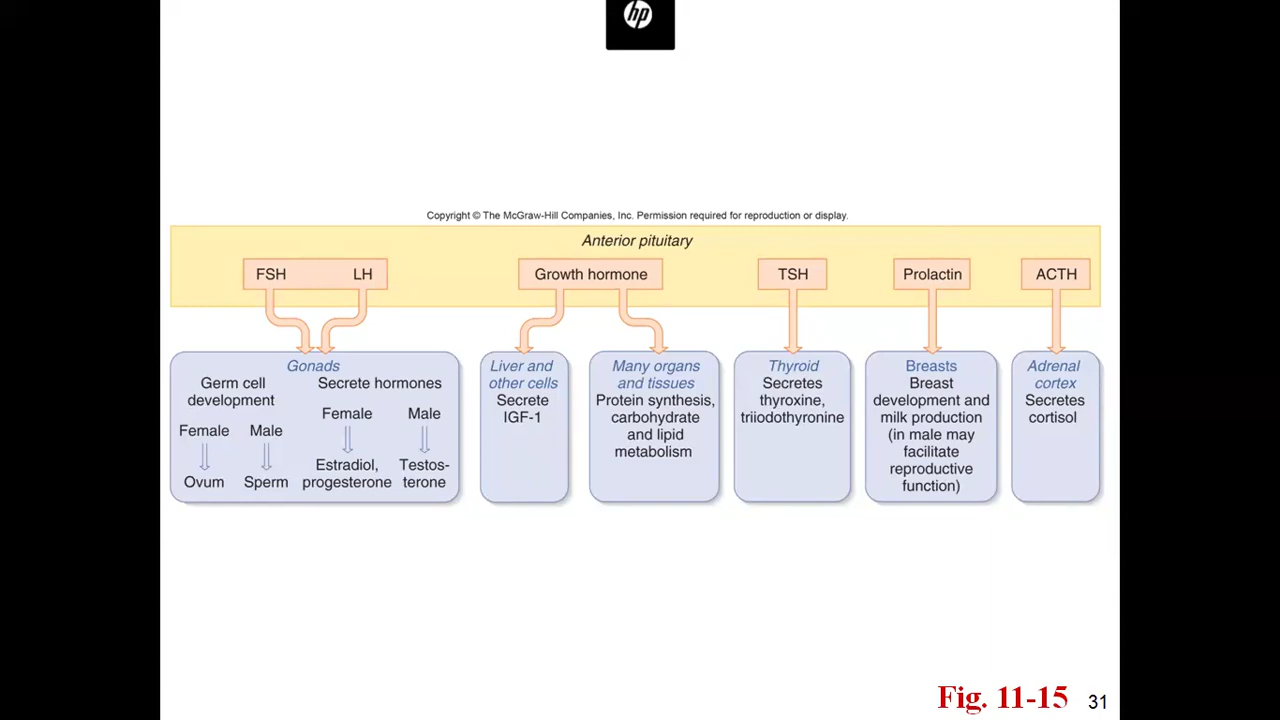 hp
Copyright © The McGraw-Hill Companies, Inc. Permission required for reproduction or display.
Anterior pituitary
FSH LH
Growth hormone
TSH
Prolactin
ACTH
Gonads
Germ cell
development
Female Male
Ovum Sperm
Secrete hormones
Female Male
Estradiol,
progesterone
Testos-
terone
Liver and
other cells
Secrete
IGF-1
Many organs
and tissues
Protein synthesis,
carbohydrate
and lipid
metabolism
Thyroid
Secretes
thyroxine,
triiodothyronine
Breasts
Breast
development and
milk production
(in male may
facilitate
reproductive
function)
Adrenal
cortex
Secretes
cortisol
Fig. 11-15 31